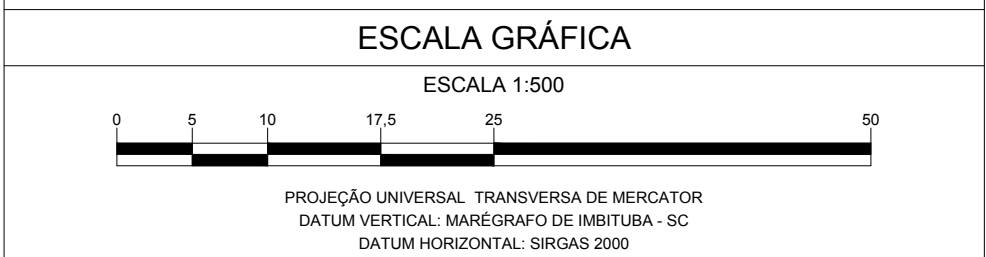 ESCALA GRÁFICA
ESCALA 1:500
0 5 10 17,5 25 50
PROJEÇÃO UNIVERSAL TRANSVERSA DE MERCATOR
DATUM VERTICAL: MARÉGRAFO DE IMBITUBA - SC
DATUM HORIZONTAL: SIRGAS 2000